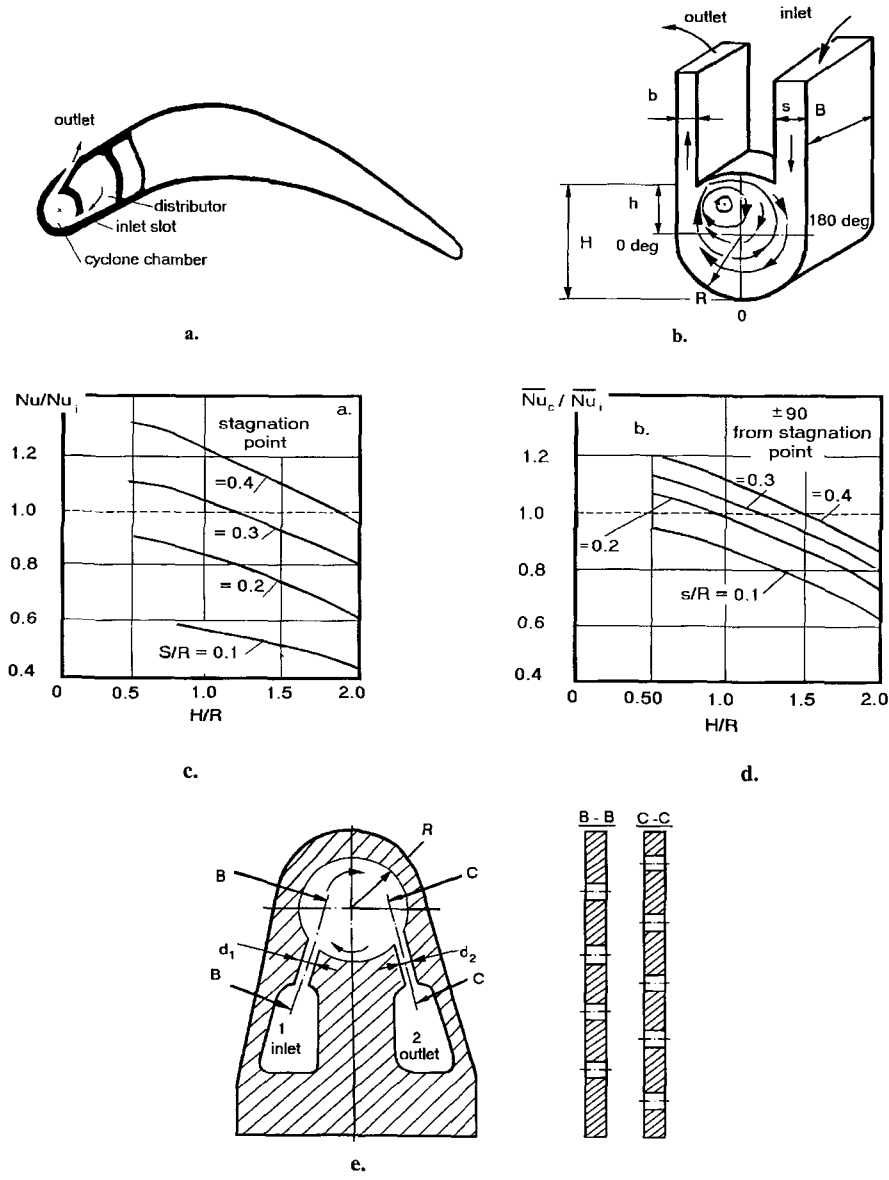 outlet
distributor
inlet slot
cyclone chamber
a.
outlet
inlet
b
s
B
h
H
0 deg
180 deg
R
0
b.
Nu/Nu i
a.
stagnation
point
1.2
1.0
0.8
0.6
0.4
=0.4
= 0.3
= 0.2
S/R = 0.1
0
0.5
1.0
1.5
2.0
H/R
c.
Nu c / Nu i
b.
±90
from stagnation
point
1.2
1.0
0.8
0.6
0.4
=0.3
=0.4
=0.2
s/R = 0.1
0
0.50
1.0
1.5
2.0
H/R
d.
R
B
C
d1
d2
B
C
1
inlet
2
outlet
B - B
C -C
e.